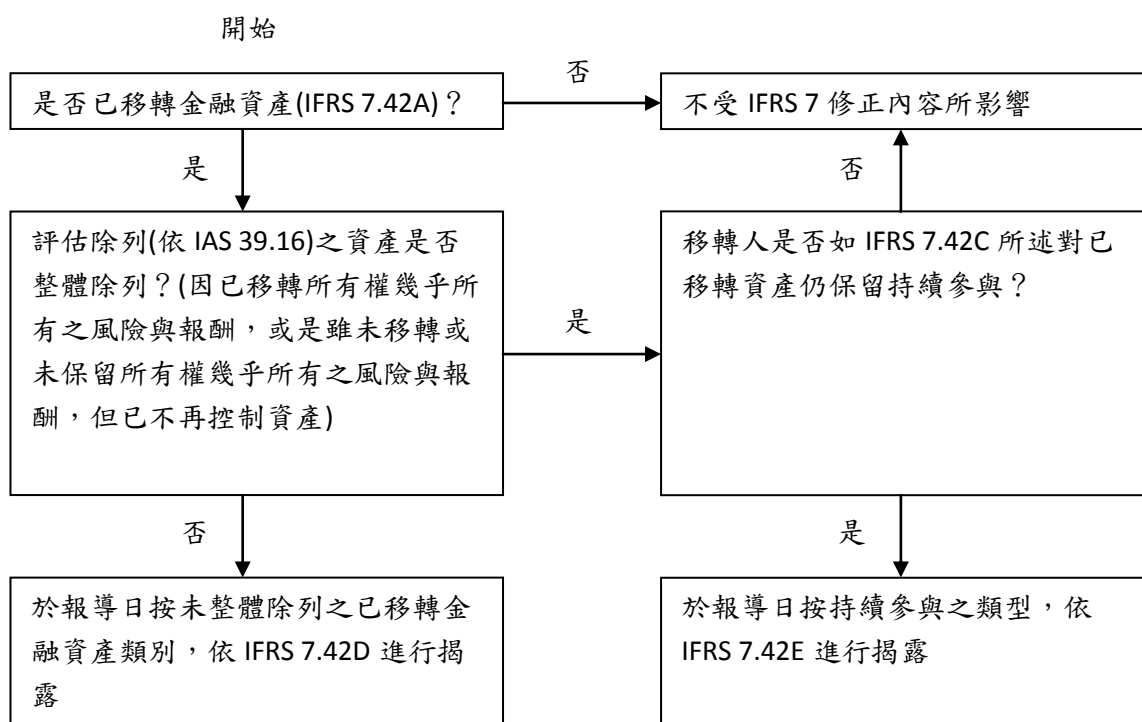 開始
是否已移轉金融資產(IFRS 7.42A)？
否
不受 IFRS 7 修正內容所影響
是
否
評估除列(依 IAS 39.16)之資產是否
整體除列？(因已移轉所有權幾乎所
有之風險與報酬，或是雖未移轉或
未保留所有權幾乎所有之風險與報
酬，但已不再控制資產)
是
移轉人是否如 IFRS 7.42C 所述對已
移轉資產仍保留持續參與？
否
是
於報導日按未整體除列之已移轉金
融資產類別，依 IFRS 7.42D 進行揭
露
於報導日按持續參與之類型，依
IFRS 7.42E 進行揭露